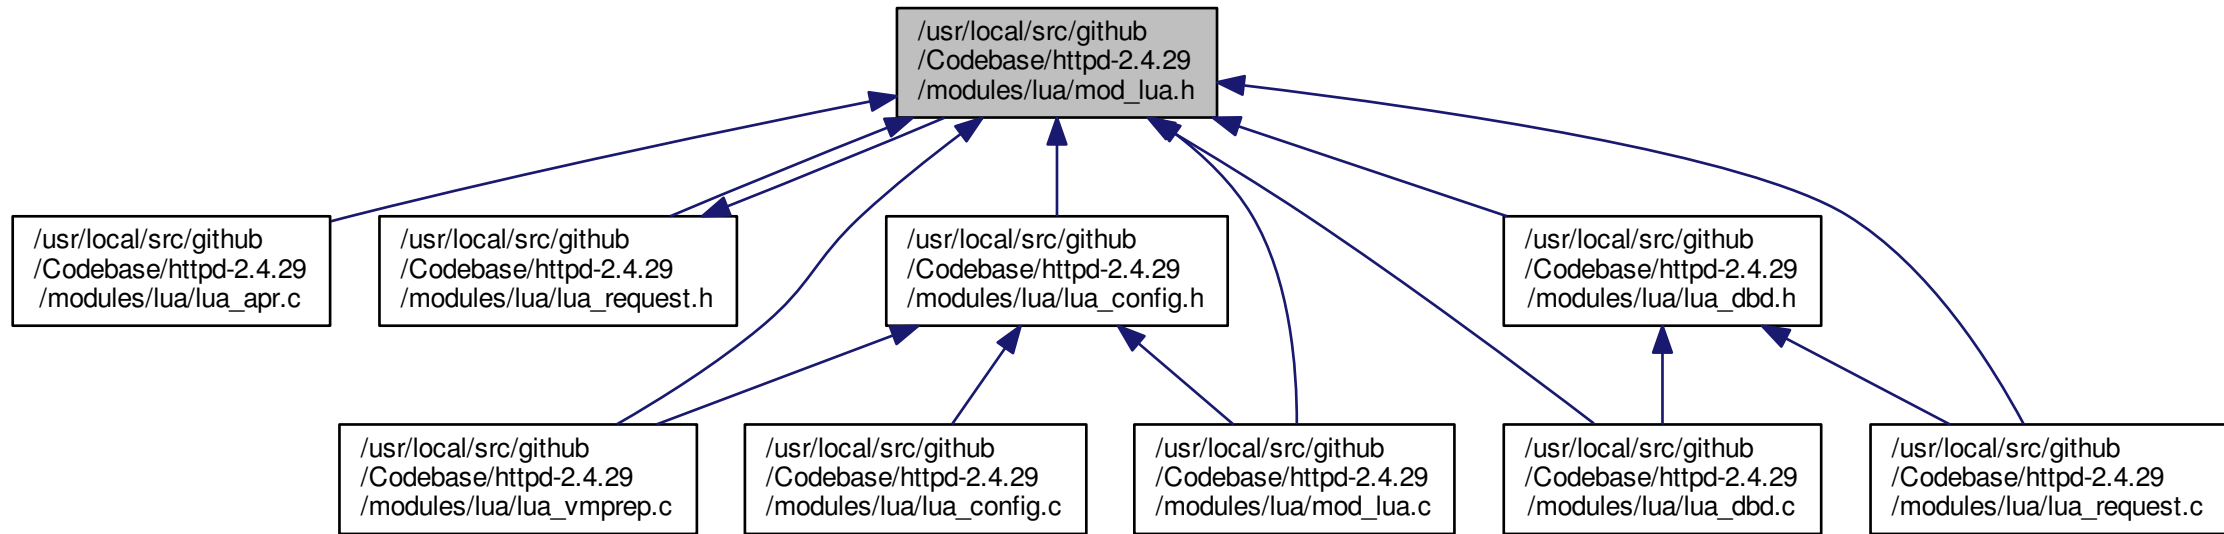 /usr/local/src/github
/Codebase/httpd-2.4.29
/modules/lua/mod_lua.h
/usr/local/src/github
/Codebase/httpd-2.4.29
/modules/lua/lua_apr.c
/usr/local/src/github
/Codebase/httpd-2.4.29
/modules/lua/lua_request.h
/usr/local/src/github
/Codebase/httpd-2.4.29
/modules/lua/lua_config.h
/usr/local/src/github
/Codebase/httpd-2.4.29
/modules/lua/lua_dbd.h
/usr/local/src/github
/Codebase/httpd-2.4.29
/modules/lua/lua_vmprep.c
/usr/local/src/github
/Codebase/httpd-2.4.29
/modules/lua/lua_config.c
/usr/local/src/github
/Codebase/httpd-2.4.29
/modules/lua/mod_lua.c
/usr/local/src/github
/Codebase/httpd-2.4.29
/modules/lua/lua_dbd.c
/usr/local/src/github
/Codebase/httpd-2.4.29
/modules/lua/lua_request.c